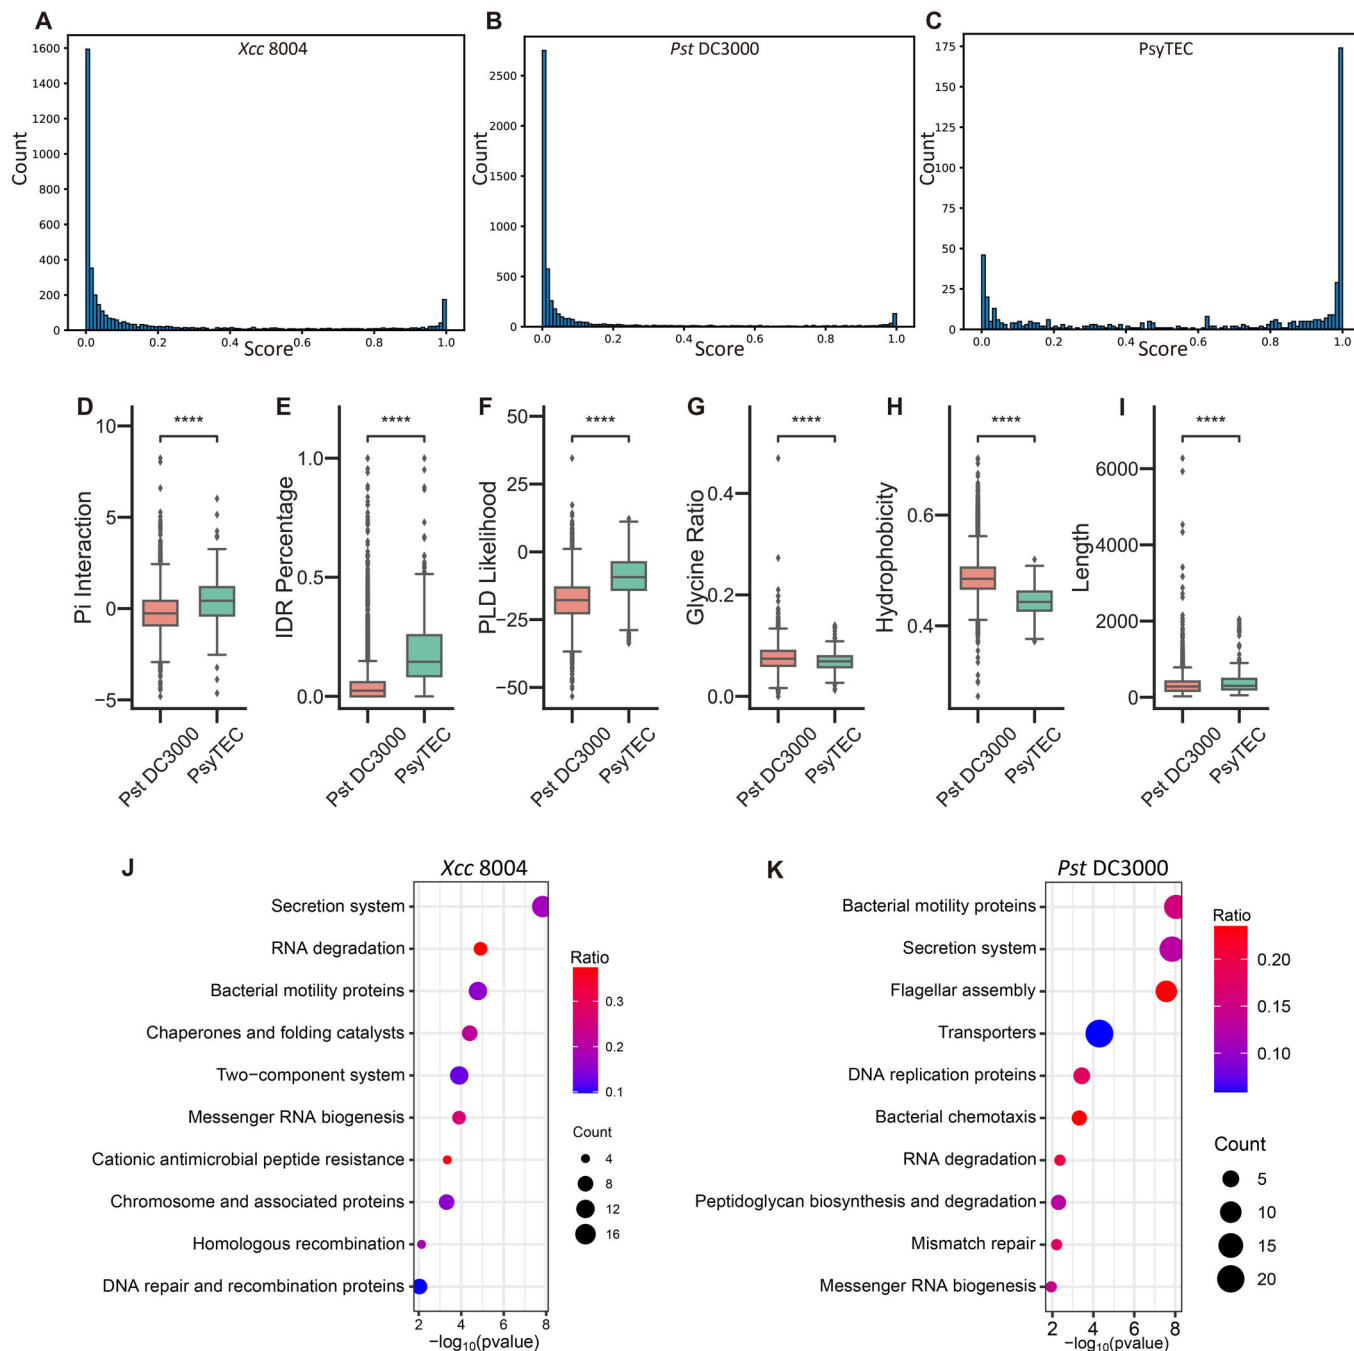 A
Xcc 8004
1600
1400
1200
1000
800
600
400
200
0
Count
0.0
0.2
0.4
0.6
0.8
1.0
Score
B
Pst DC3000
2500
2000
1500
1000
500
0
Count
0.0
0.2
0.4
0.6
0.8
1.0
Score
C
PsyTEC
175
150
125
100
75
50
25
0
Count
0.0
0.2
0.4
0.6
0.8
1.0
Score
D
****
10
5
0
−5
Pi Interaction
Pst DC3000
PsyTEC
E
****
1.0
0.5
0.0
IDR Percentage
Pst DC3000
PsyTEC
F
****
50
25
0
−25
−50
PLD Likelihood
Pst DC3000
PsyTEC
G
****
0.4
0.2
0.0
Glycine Ratio
Pst DC3000
PsyTEC
H
****
0.6
0.4
Hydrophobicity
Pst DC3000
PsyTEC
I
****
6000
4000
2000
0
Length
Pst DC3000
PsyTEC
J
Xcc 8004
Secretion system
RNA degradation
Bacterial motility proteins
Chaperones and folding catalysts
Two−component system
Messenger RNA biogenesis
Cationic antimicrobial peptide resistance
Chromosome and associated proteins
Homologous recombination
DNA repair and recombination proteins
2
4
6
8
−log10(pvalue)
Ratio
0.3
0.2
0.1
Count
4
8
12
16
K
Pst DC3000
Bacterial motility proteins
Secretion system
Flagellar assembly
Transporters
DNA replication proteins
Bacterial chemotaxis
RNA degradation
Peptidoglycan biosynthesis and degradation
Mismatch repair
Messenger RNA biogenesis
2
4
6
8
−log10(pvalue)
Ratio
0.20
0.15
0.10
Count
5
10
15
20